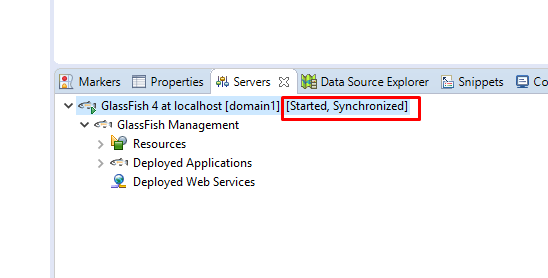 Markers Properties Servers Data Source Explorer Snippets Co
GlassFish 4 at localhost [domain1] [Started, Synchronized]
GlassFish Management
Resources
Deployed Applications
Deployed Web Services